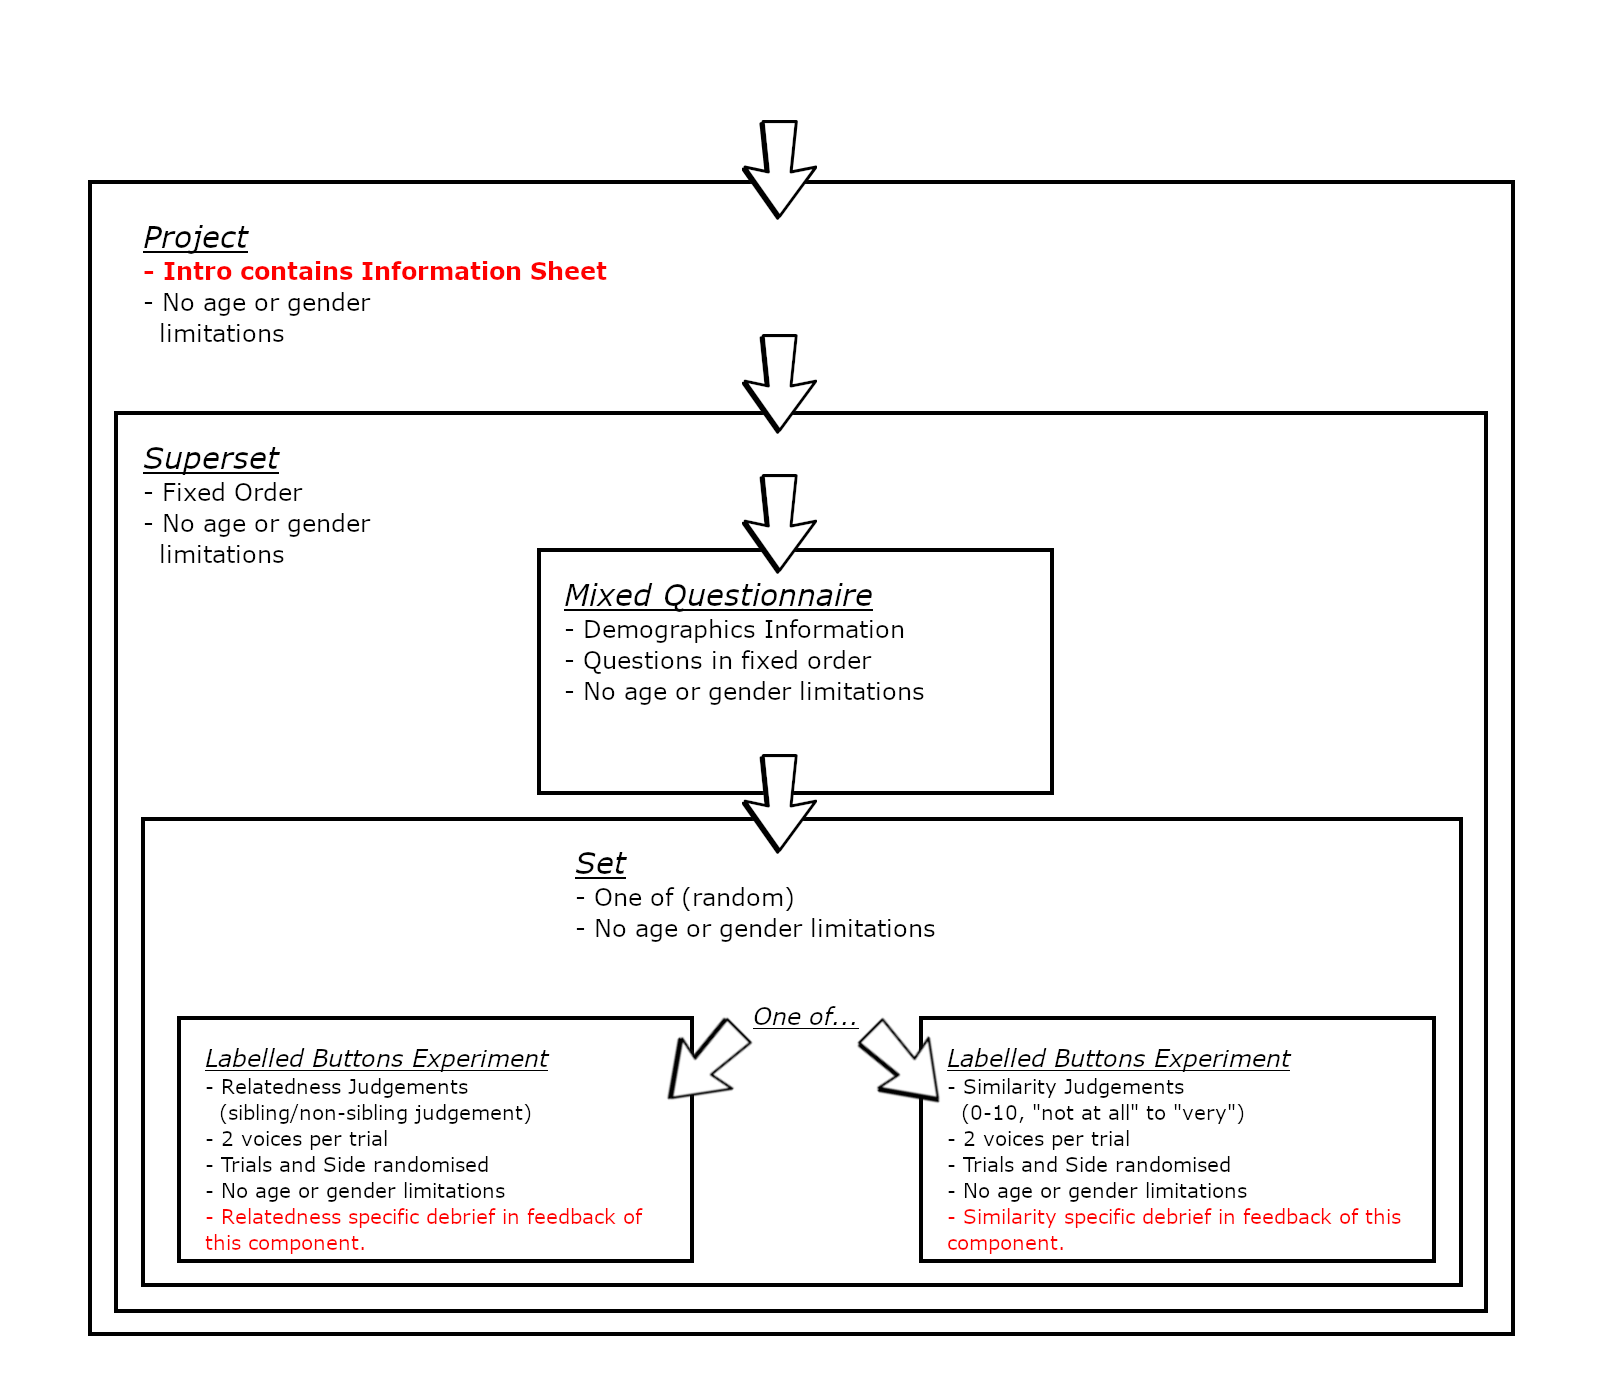 Project
- Intro contains Information Sheet
- No age or gender
limitations
Superset
- Fixed Order
- No age or gender
limitations
Mixed Questionnaire
- Demographics Information
- Questions in fixed order
- No age or gender limitations
Set
- One of (random)
- No age or gender limitations
One of...
Labelled Buttons Experiment
- Relatedness Judgements
(sibling/non-sibling judgement)
- 2 voices per trial
- Trials and Side randomised
- No age or gender limitations
- Relatedness specific debrief in feedback of
this component.
Labelled Buttons Experiment
- Similarity Judgements
(0-10, "not at all" to "very")
- 2 voices per trial
- Trials and Side randomised
- No age or gender limitations
- Similarity specific debrief in feedback of this
component.